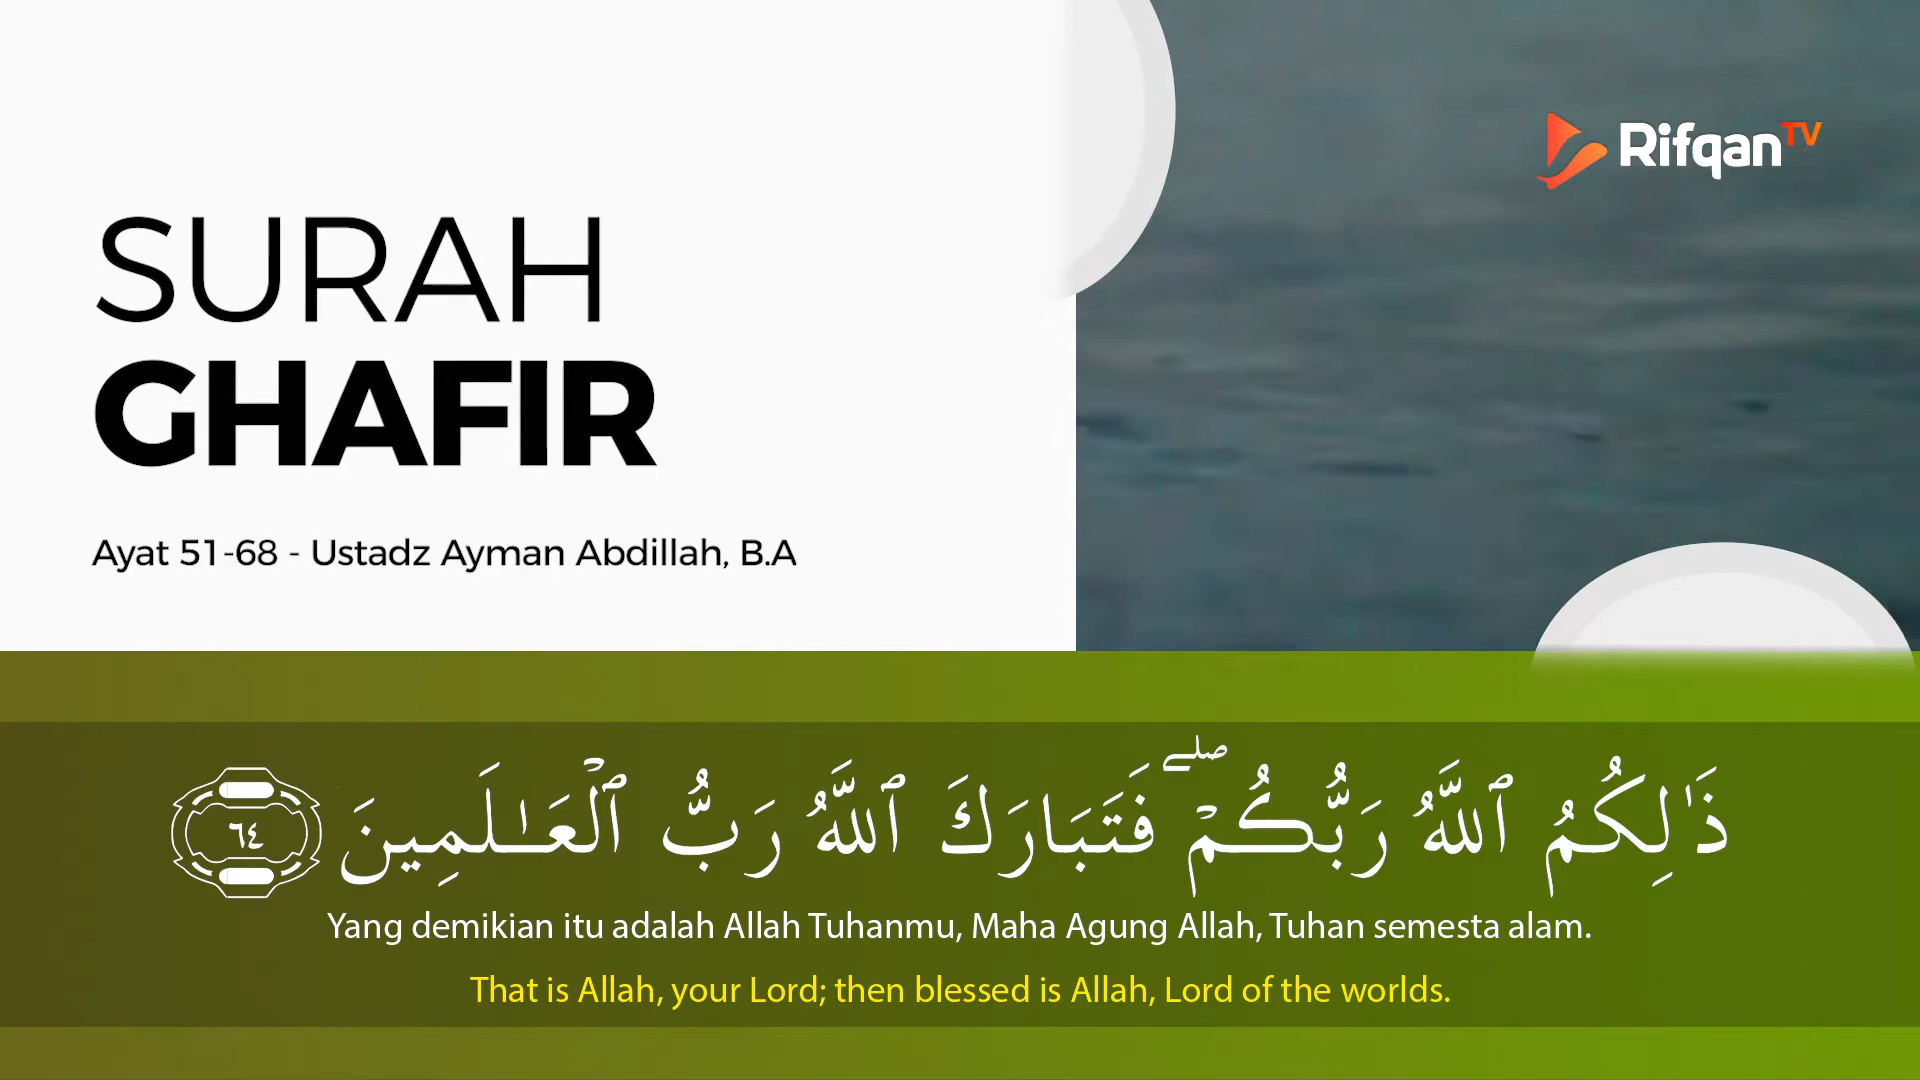 Rifqan TV
SURAH
GHAFIR
Ayat 51-68 - Ustadz Ayman Abdillah, B.A
ذَٰلِكُمُ ٱللَّهُ رَبُّكُمْ ۖ فَتَبَارَكَ ٱللَّهُ رَبُّ ٱلْعَـٰلَمِينَ ٦٤
Yang demikian itu adalah Allah Tuhanmu, Maha Agung Allah, Tuhan semesta alam.
That is Allah, your Lord; then blessed is Allah, Lord of the worlds.